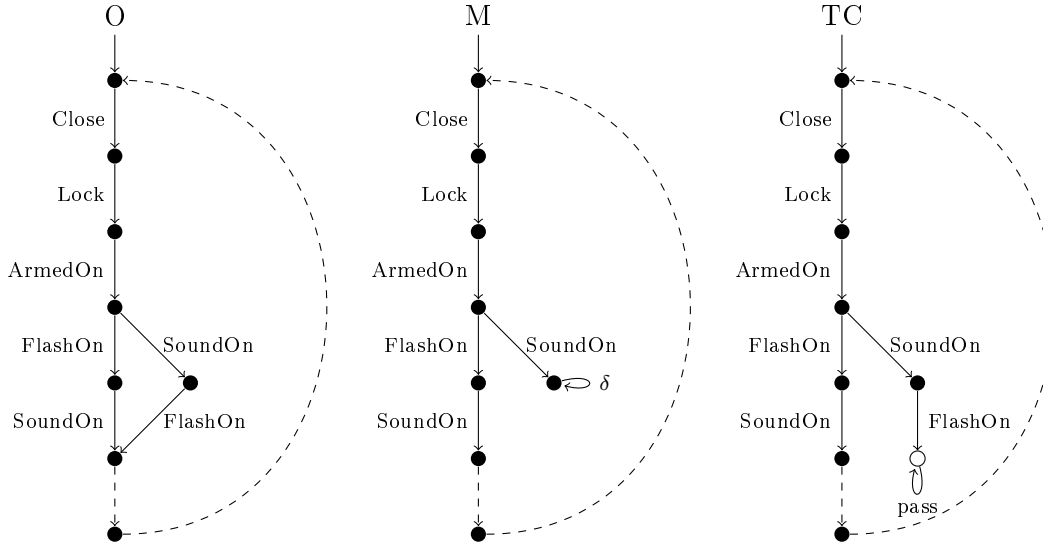 O M TC
Close Close Close
Lock Lock Lock
ArmedOn ArmedOn ArmedOn
FlashOn SoundOn FlashOn SoundOn FlashOn SoundOn
δ
SoundOn FlashOn SoundOn SoundOn FlashOn
pass